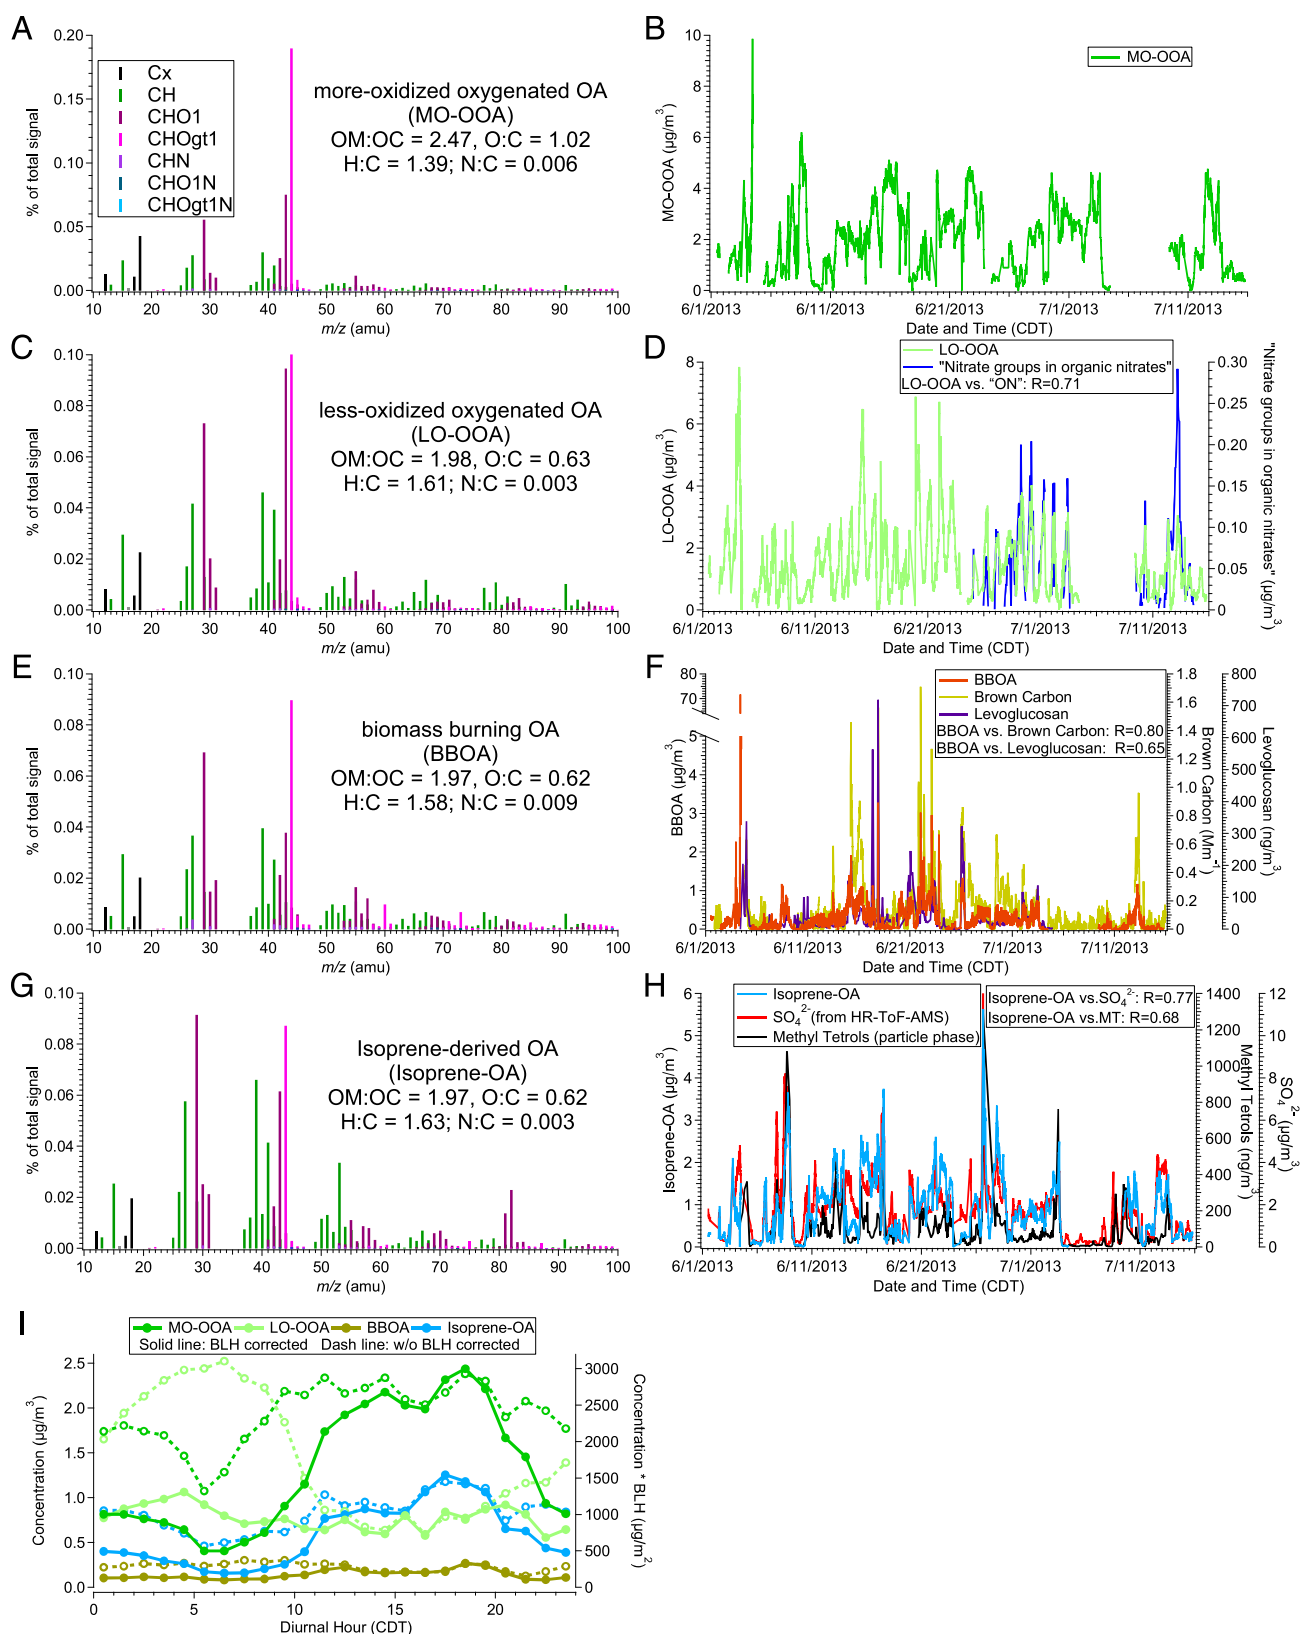 A
0.20
0.15
0.10
0.05
0.00
% of total signal
Cx
CH
CHO1
CHOgt1
CHN
CHO1N
CHOgt1N
more-oxidized oxygenated OA
(MO-OOA)
OM:OC = 2.47, O:C = 1.02
H:C = 1.39; N:C = 0.006
10 20 30 40 50 60 70 80 90 100
m/z (amu)
B
10
8
6
4
2
0
MO-OOA (µg/m3)
MO-OOA
6/1/2013 6/11/2013 6/21/2013 7/1/2013 7/11/2013
Date and Time (CDT)
C
0.10
0.08
0.06
0.04
0.02
0.00
% of total signal
less-oxidized oxygenated OA
(LO-OOA)
OM:OC = 1.98, O:C = 0.63
H:C = 1.61; N:C = 0.003
10 20 30 40 50 60 70 80 90 100
m/z (amu)
D
LO-OOA
"Nitrate groups in organic nitrates"
LO-OOA vs. “ON”: R=0.71
8
6
4
2
0
LO-OOA (µg/m3)
0.30
0.25
0.20
0.15
0.10
0.05
0
"Nitrate groups in organic nitrates" (µg/m3)
6/1/2013 6/11/2013 6/21/2013 7/1/2013 7/11/2013
Date and Time (CDT)
E
0.10
0.08
0.06
0.04
0.02
0.00
% of total signal
biomass burning OA
(BBOA)
OM:OC = 1.97, O:C = 0.62
H:C = 1.58; N:C = 0.009
10 20 30 40 50 60 70 80 90 100
m/z (amu)
F
80
70
5
4
3
2
1
0
BBOA (µg/m3)
BBOA
Brown Carbon
Levoglucosan
BBOA vs. Brown Carbon: R=0.80
BBOA vs. Levoglucosan: R=0.65
1.8
1.6
1.4
1.2
1.0
0.8
0.6
0.4
0.2
0
Brown Carbon (Mm-1)
800
700
600
500
400
300
200
100
0
Levoglucosan (ng/m3)
6/1/2013 6/11/2013 6/21/2013 7/1/2013 7/11/2013
Date and Time (CDT)
G
0.10
0.08
0.06
0.04
0.02
0.00
% of total signal
Isoprene-derived OA
(Isoprene-OA)
OM:OC = 1.97, O:C = 0.62
H:C = 1.63; N:C = 0.003
10 20 30 40 50 60 70 80 90 100
m/z (amu)
H
6
5
4
3
2
1
0
Isoprene-OA (µg/m3)
Isoprene-OA
SO42-(from HR-ToF-AMS)
Methyl Tetrols (particle phase)
Isoprene-OA vs.SO42-: R=0.77
Isoprene-OA vs.MT: R=0.68
1400
1200
1000
800
600
400
200
0
Methyl Tetrols (ng/m3)
12
10
8
6
4
2
0
SO42- (µg/m3)
6/1/2013 6/11/2013 6/21/2013 7/1/2013 7/11/2013
Date and Time (CDT)
I
MO-OOA LO-OOA BBOA Isoprene-OA
Solid line: BLH corrected Dash line: w/o BLH corrected
2.5
2.0
1.5
1.0
0.5
0.0
Concentration (µg/m3)
3000
2500
2000
1500
1000
500
0
Concentration * BLH (µg/m2)
0 5 10 15 20
Diurnal Hour (CDT)